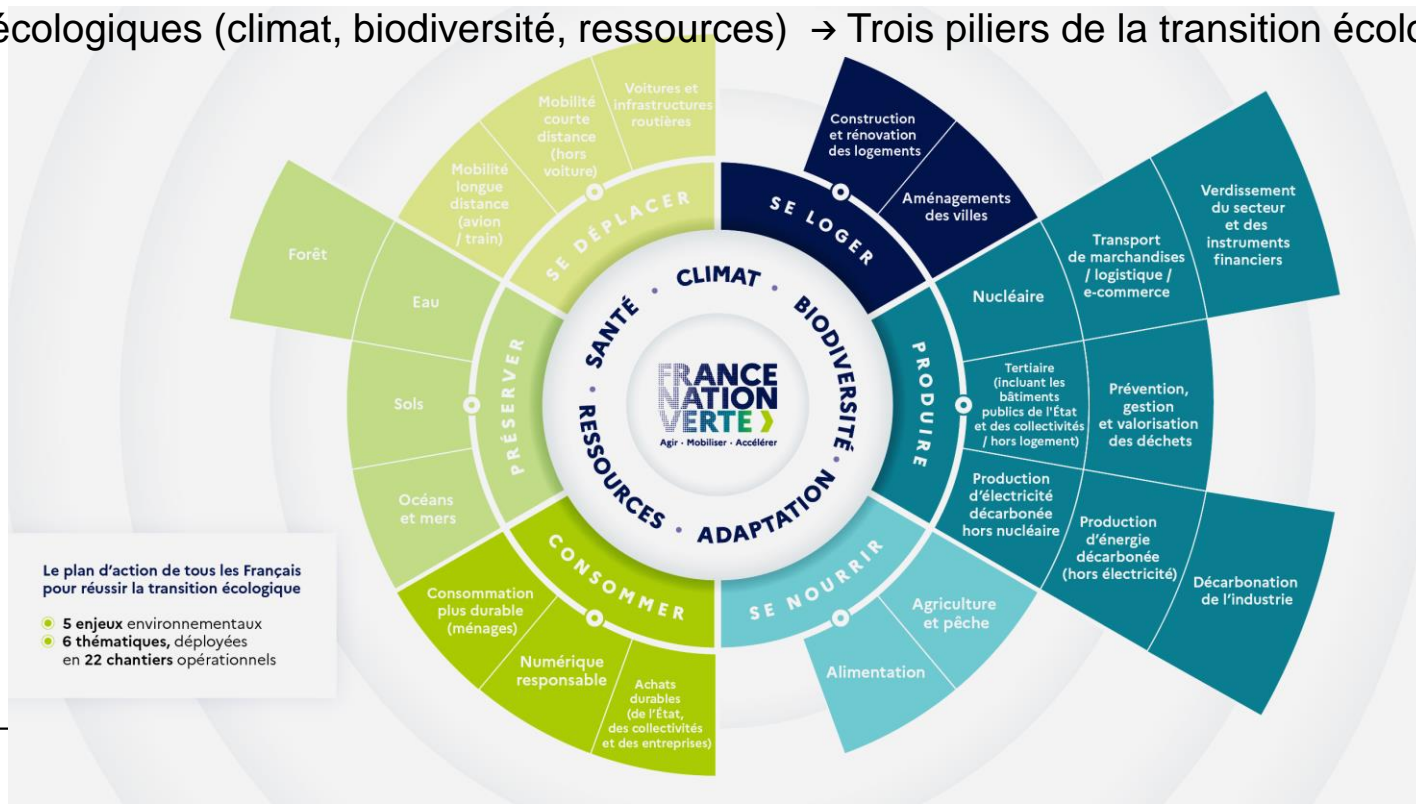 écologiques (climat, biodiversité, ressources) → Trois piliers de la transition écolo
Voitures et
infrastructures
routières
Mobilité
courte
distance
(hors
voiture)
Mobilité
longue
distance
(avion
/ train)
SE DÉPLACER
Construction
et rénovation
des logements
Aménagements
des villes
SE LOGER
Verdissement
du secteur
et des
instruments
financiers
Transport
de marchandises
/ logistique /
e-commerce
Nucléaire
Tertiaire
(incluant les
bâtiments
publics de l'État
et des collectivités
/ hors logement)
Prévention,
gestion
et valorisation
des déchets
Production
d'électricité
décarbonée
hors nucléaire
Production
d'énergie
décarbonée
(hors électricité)
Décarbonation
de l'industrie
PRODUIRE
Forêt
Eau
Sols
Océans
et mers
PRÉSERVER
SANTÉ · CLIMAT · BIODIVERSITÉ · ADAPTATION · RESSOURCES ·
FRANCE
NATION
VERTE >
Agir · Mobiliser · Accélérer
CONSOMMER
Consommation
plus durable
(ménages)
Numérique
responsable
Achats
durables
(de l'État,
des collectivités
et des entreprises)
SE NOURRIR
Agriculture
et pêche
Alimentation
Le plan d'action de tous les Français
pour réussir la transition écologique
5 enjeux environnementaux
6 thématiques, déployées
en 22 chantiers opérationnels